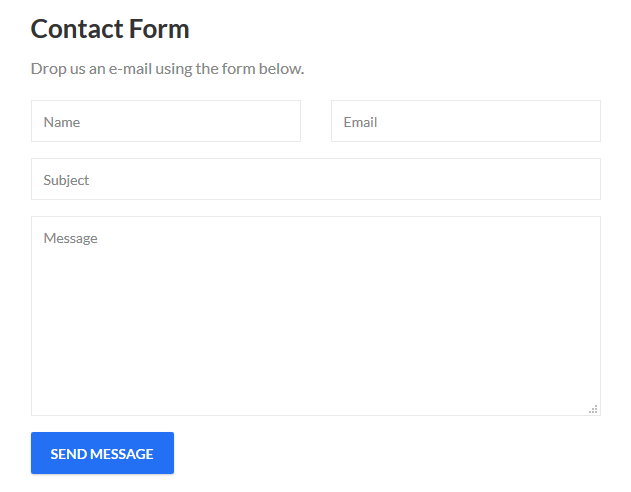 Contact Form
Drop us an e-mail using the form below.
Name Email
Subject
Message
SEND MESSAGE